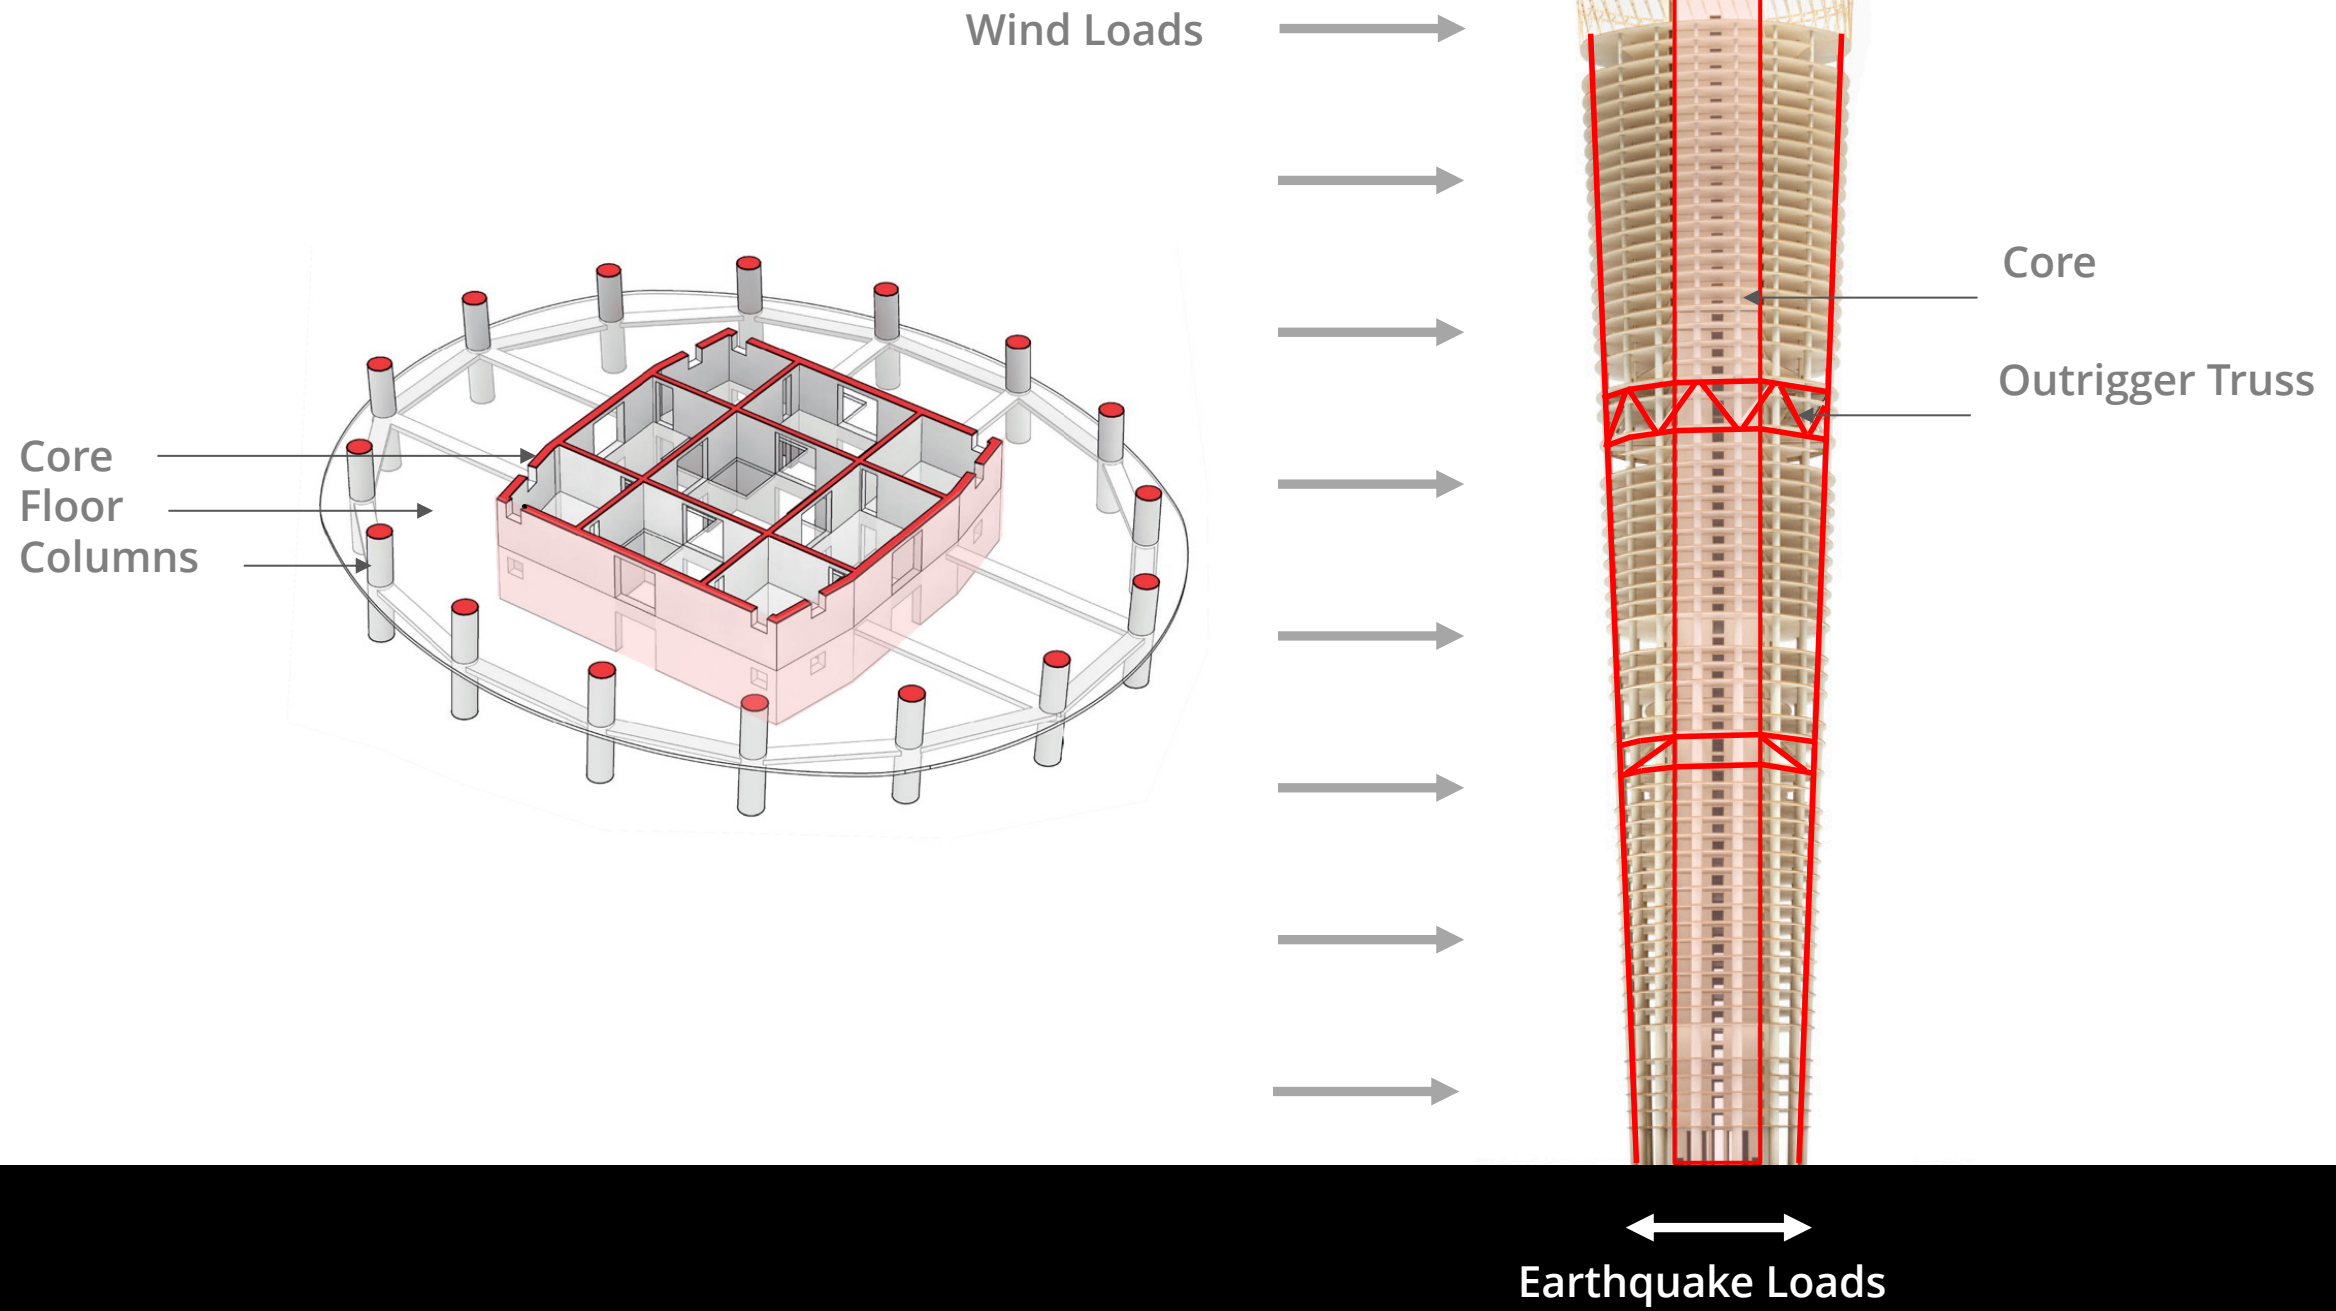 Wind Loads
Core
Outrigger Truss
Core
Floor
Columns
Earthquake Loads